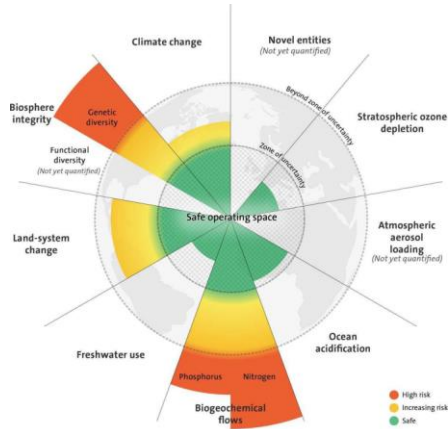 Climate change
Novel entities
(Not yet quantified)
Beyond zone of uncertainty
Biosphere
integrity
Genetic
diversity
Stratospheric ozone
depletion
Functional
diversity
(Not yet quantified)
Zone of uncertainty
Safe operating space
Land-system
change
Atmospheric
aerosol
loading
(Not yet quantified)
Ocean
acidification
Freshwater use
Phosphorus
Nitrogen
Biogeochemical
flows
High risk
Increasing risk
Safe